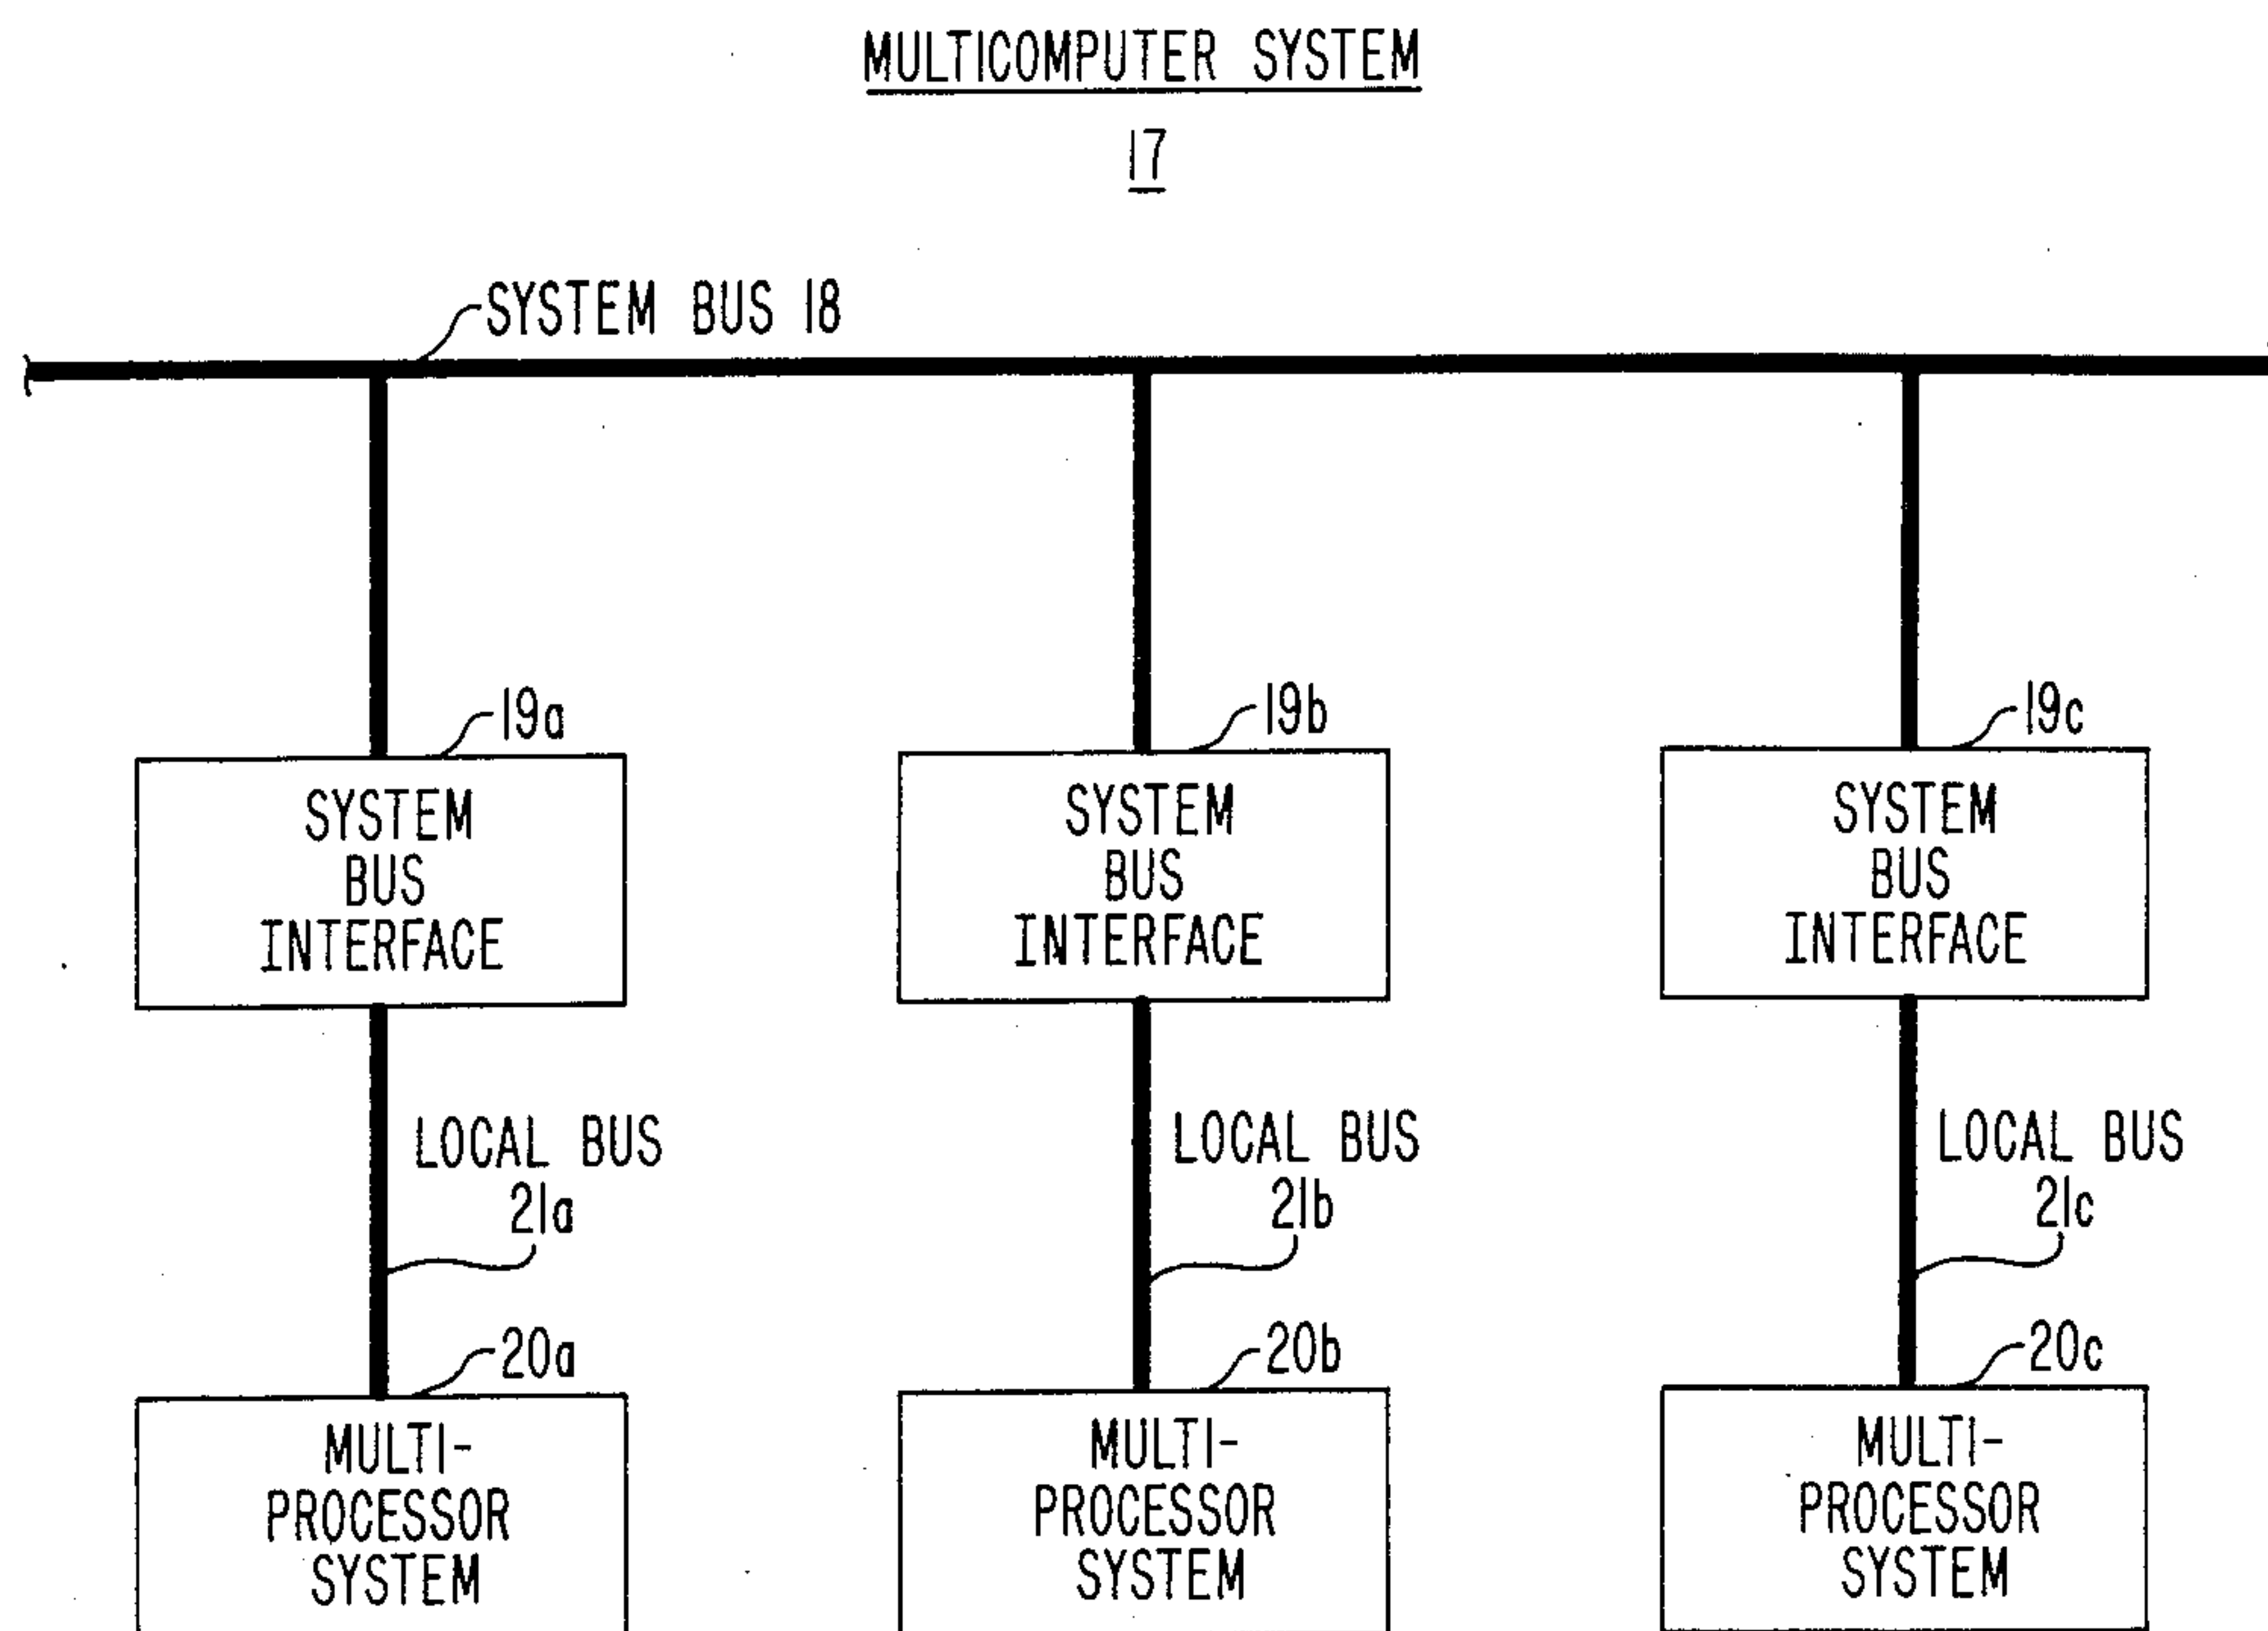 MULTICOMPUTER SYSTEM
17
SYSTEM BUS 18
19a
19b
19c
SYSTEM
BUS
INTERFACE
SYSTEM
BUS
INTERFACE
SYSTEM
BUS
INTERFACE
LOCAL BUS
21a
LOCAL BUS
21b
LOCAL BUS
21c
20a
20b
20c
MULTI-
PROCESSOR
SYSTEM
MULTI-
PROCESSOR
SYSTEM
MULTI-
PROCESSOR
SYSTEM